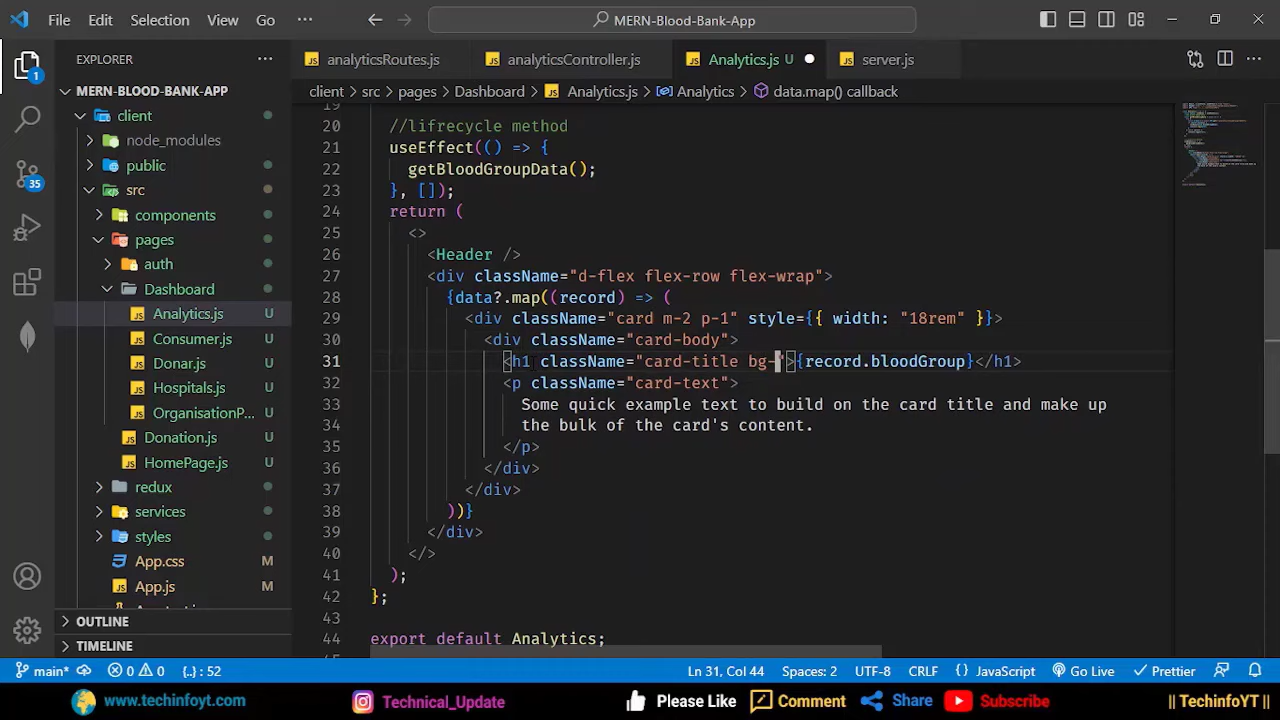 File Edit Selection View Go ··· MERN-Blood-Bank-App
EXPLORER ··· analyticsRoutes.js analyticsController.js Analytics.js U server.js ···
MERN-BLOOD-BANK-APP
client > src > pages > Dashboard > Analytics.js > Analytics > data.map() callback
client
node_modules
public
src
components
pages
auth
Dashboard
Analytics.js U
Consumer.js U
Donar.js U
Hospitals.js U
OrganisationP... U
Donation.js U
HomePage.js U
redux
services
styles
App.css M
App.js M
OUTLINE
TIMELINE
1
35
19
20 //lifrecycle method
21 useEffect(() => {
22 getBloodGroupData();
23 }, []);
24 return (
25 <>
26 <Header />
27 <div className="d-flex flex-row flex-wrap">
28 {data?.map((record) => (
29 <div className="card m-2 p-1" style={{ width: "18rem" }}>
30 <div className="card-body">
31 <h1 className="card-title bg-">{record.bloodGroup}</h1>
32 <p className="card-text">
33 Some quick example text to build on the card title and make up
34 the bulk of the card's content.
35 </p>
36 </div>
37 </div>
38 ))}
39 </div>
40 </>
41 );
42 };
43
44 export default Analytics;
main* 0 0 {..} : 52 Ln 31, Col 44 Spaces: 2 UTF-8 CRLF {} JavaScript Go Live Prettier
www.techinfoyt.com Technical_Update Please Like Comment Share Subscribe || TechinfoYT ||